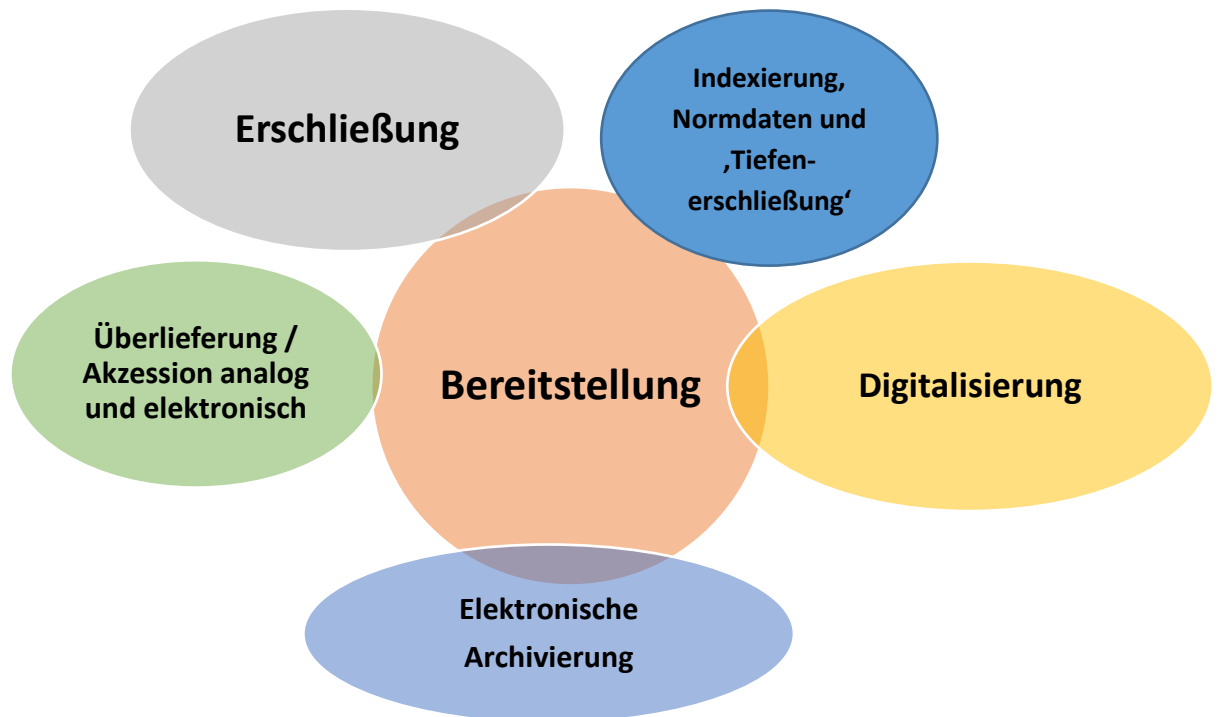 Erschließung
Indexierung,
Normdaten und
‚Tiefen-
erschließung‘
Überlieferung /
Akzession analog
und elektronisch
Bereitstellung
Digitalisierung
Elektronische
Archivierung